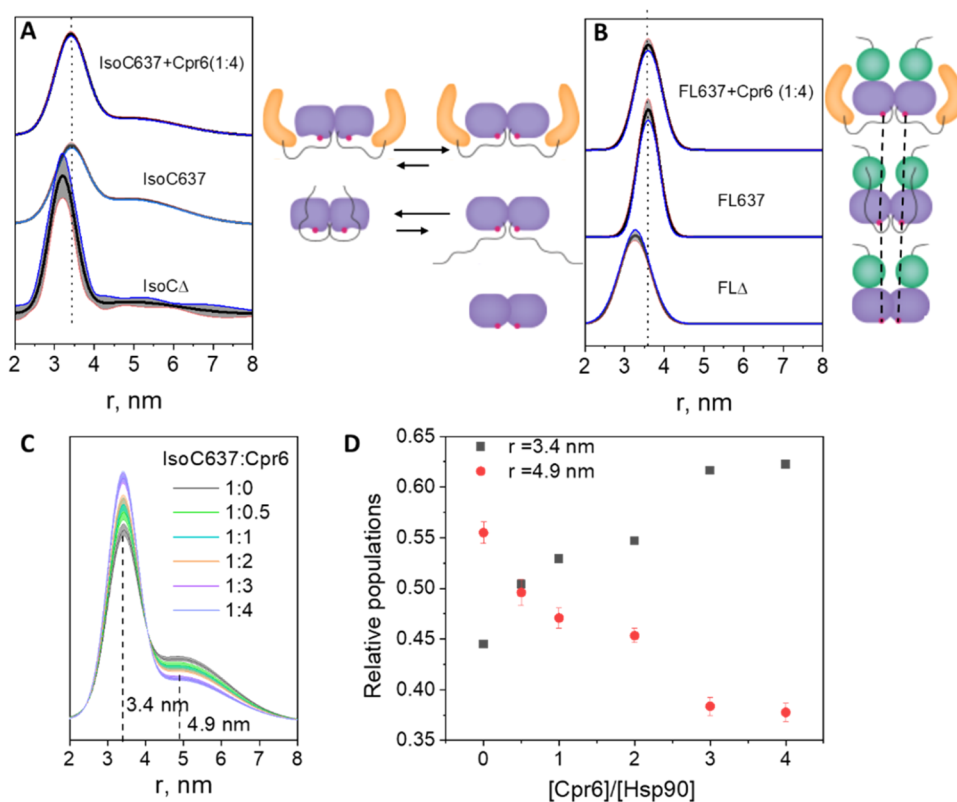 A
IsoC637+Cpr6(1:4)
IsoC637
IsoCΔ
2 3 4 5 6 7 8
r, nm
B
FL637+Cpr6 (1:4)
FL637
FLΔ
2 3 4 5 6 7 8
r, nm
C
IsoC637:Cpr6
1:0
1:0.5
1:1
1:2
1:3
1:4
3.4 nm
4.9 nm
2 3 4 5 6 7 8
r, nm
D
r =3.4 nm
r =4.9 nm
Relative populations
0.65
0.60
0.55
0.50
0.45
0.40
0.35
0 1 2 3 4
[Cpr6]/[Hsp90]